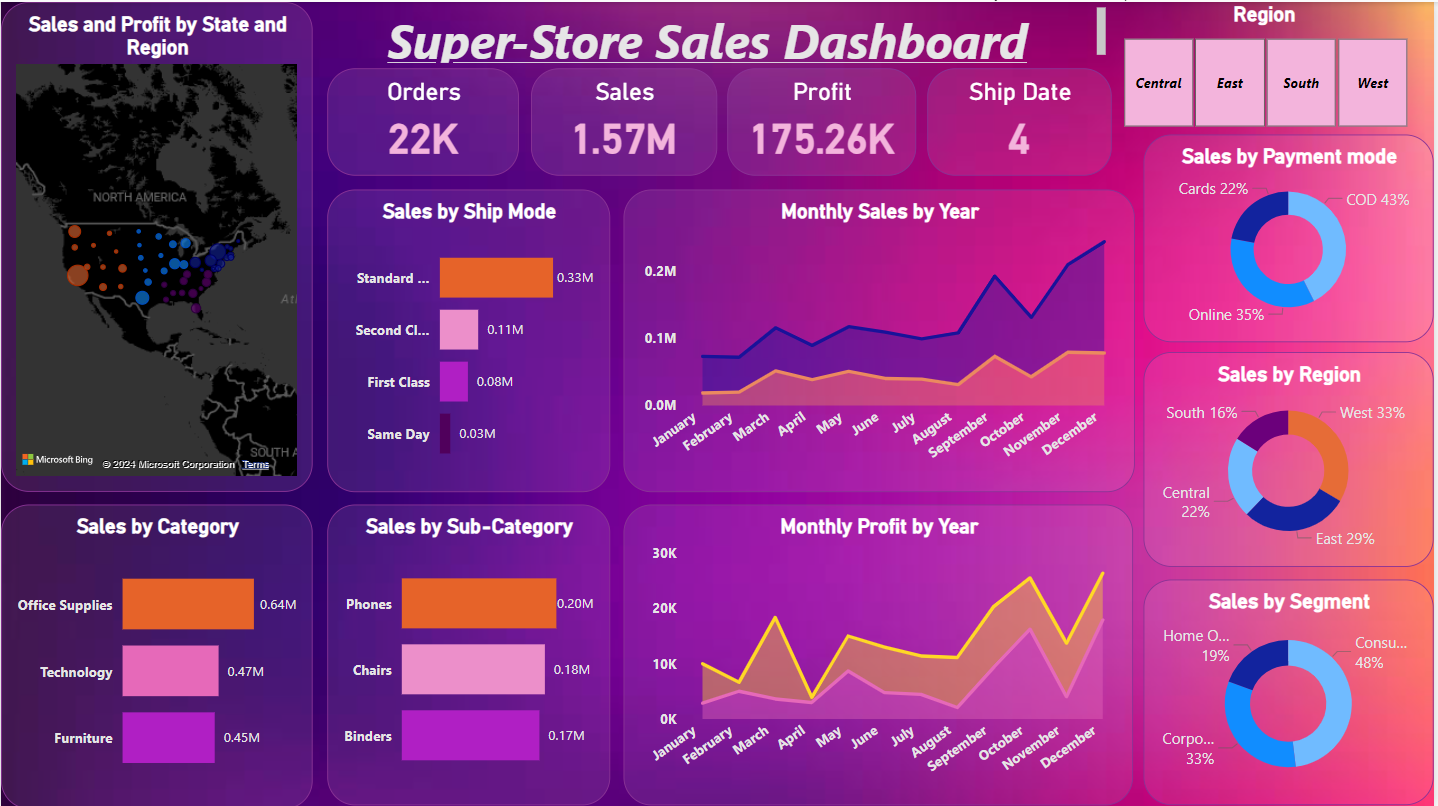 Sales and Profit by State and
Region
NORTH AMERICA
SOUTH A
Microsoft Bing
© 2024 Microsoft Corporation Terms
Super-Store Sales Dashboard
Orders
22K
Sales
1.57M
Profit
175.26K
Ship Date
4
Region
Central
East
South
West
Sales by Ship Mode
Standard ...
0.33M
Second Cl...
0.11M
First Class
0.08M
Same Day
0.03M
Monthly Sales by Year
0.2M
0.1M
0.0M
January
February
March
April
May
June
July
August
September
October
November
December
Sales by Payment mode
Cards 22%
COD 43%
Online 35%
Sales by Region
South 16%
West 33%
Central
22%
East 29%
Sales by Category
Office Supplies
0.64M
Technology
0.47M
Furniture
0.45M
Sales by Sub-Category
Phones
0.20M
Chairs
0.18M
Binders
0.17M
Monthly Profit by Year
30K
20K
10K
0K
January
February
March
April
May
June
July
August
September
October
November
December
Sales by Segment
Home O...
19%
Consu...
48%
Corpo...
33%